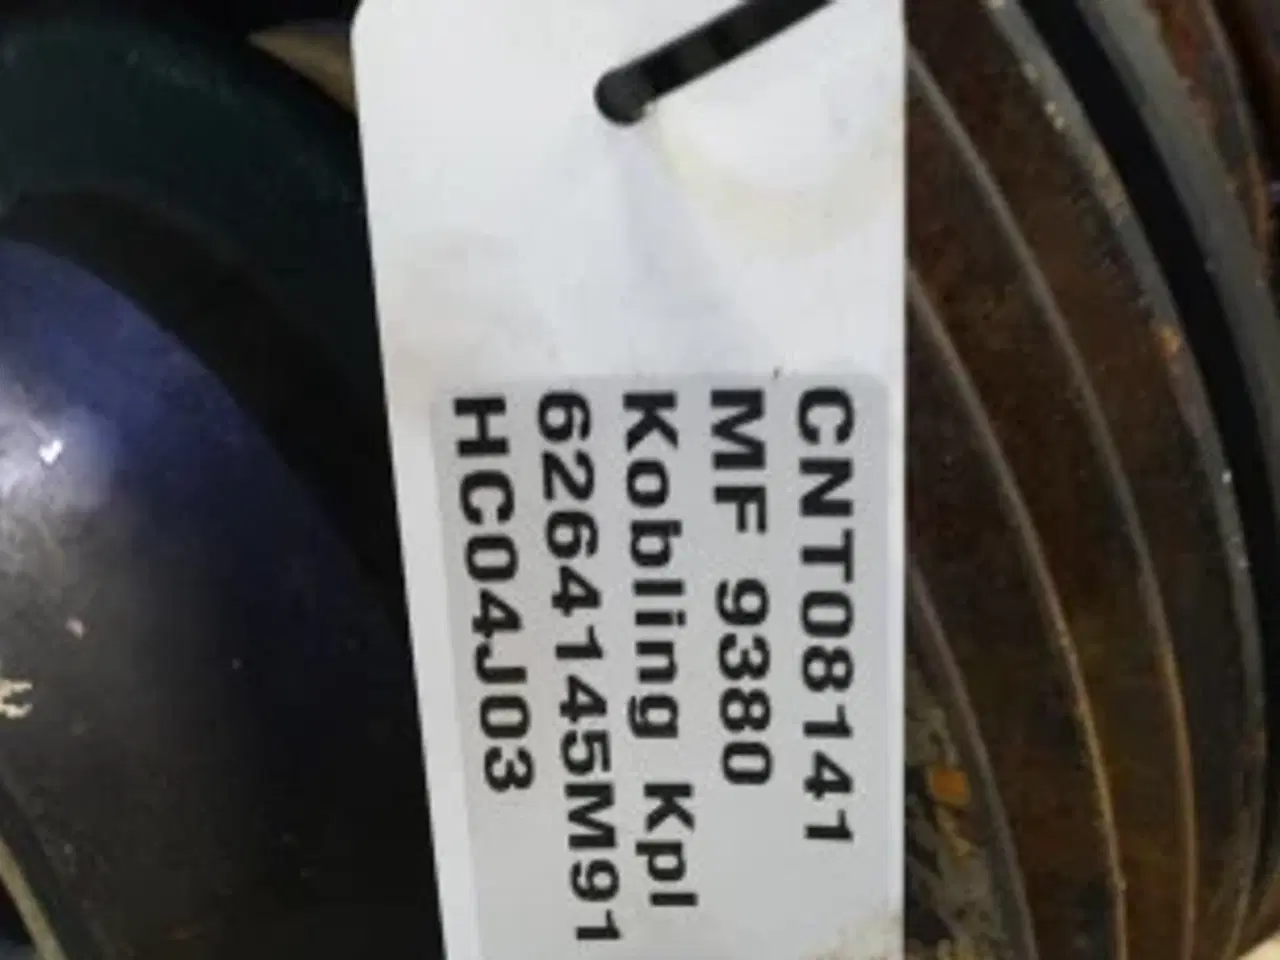 CNT08141
MF 9380
Kobling Kpl
6264145M91
HC04J03